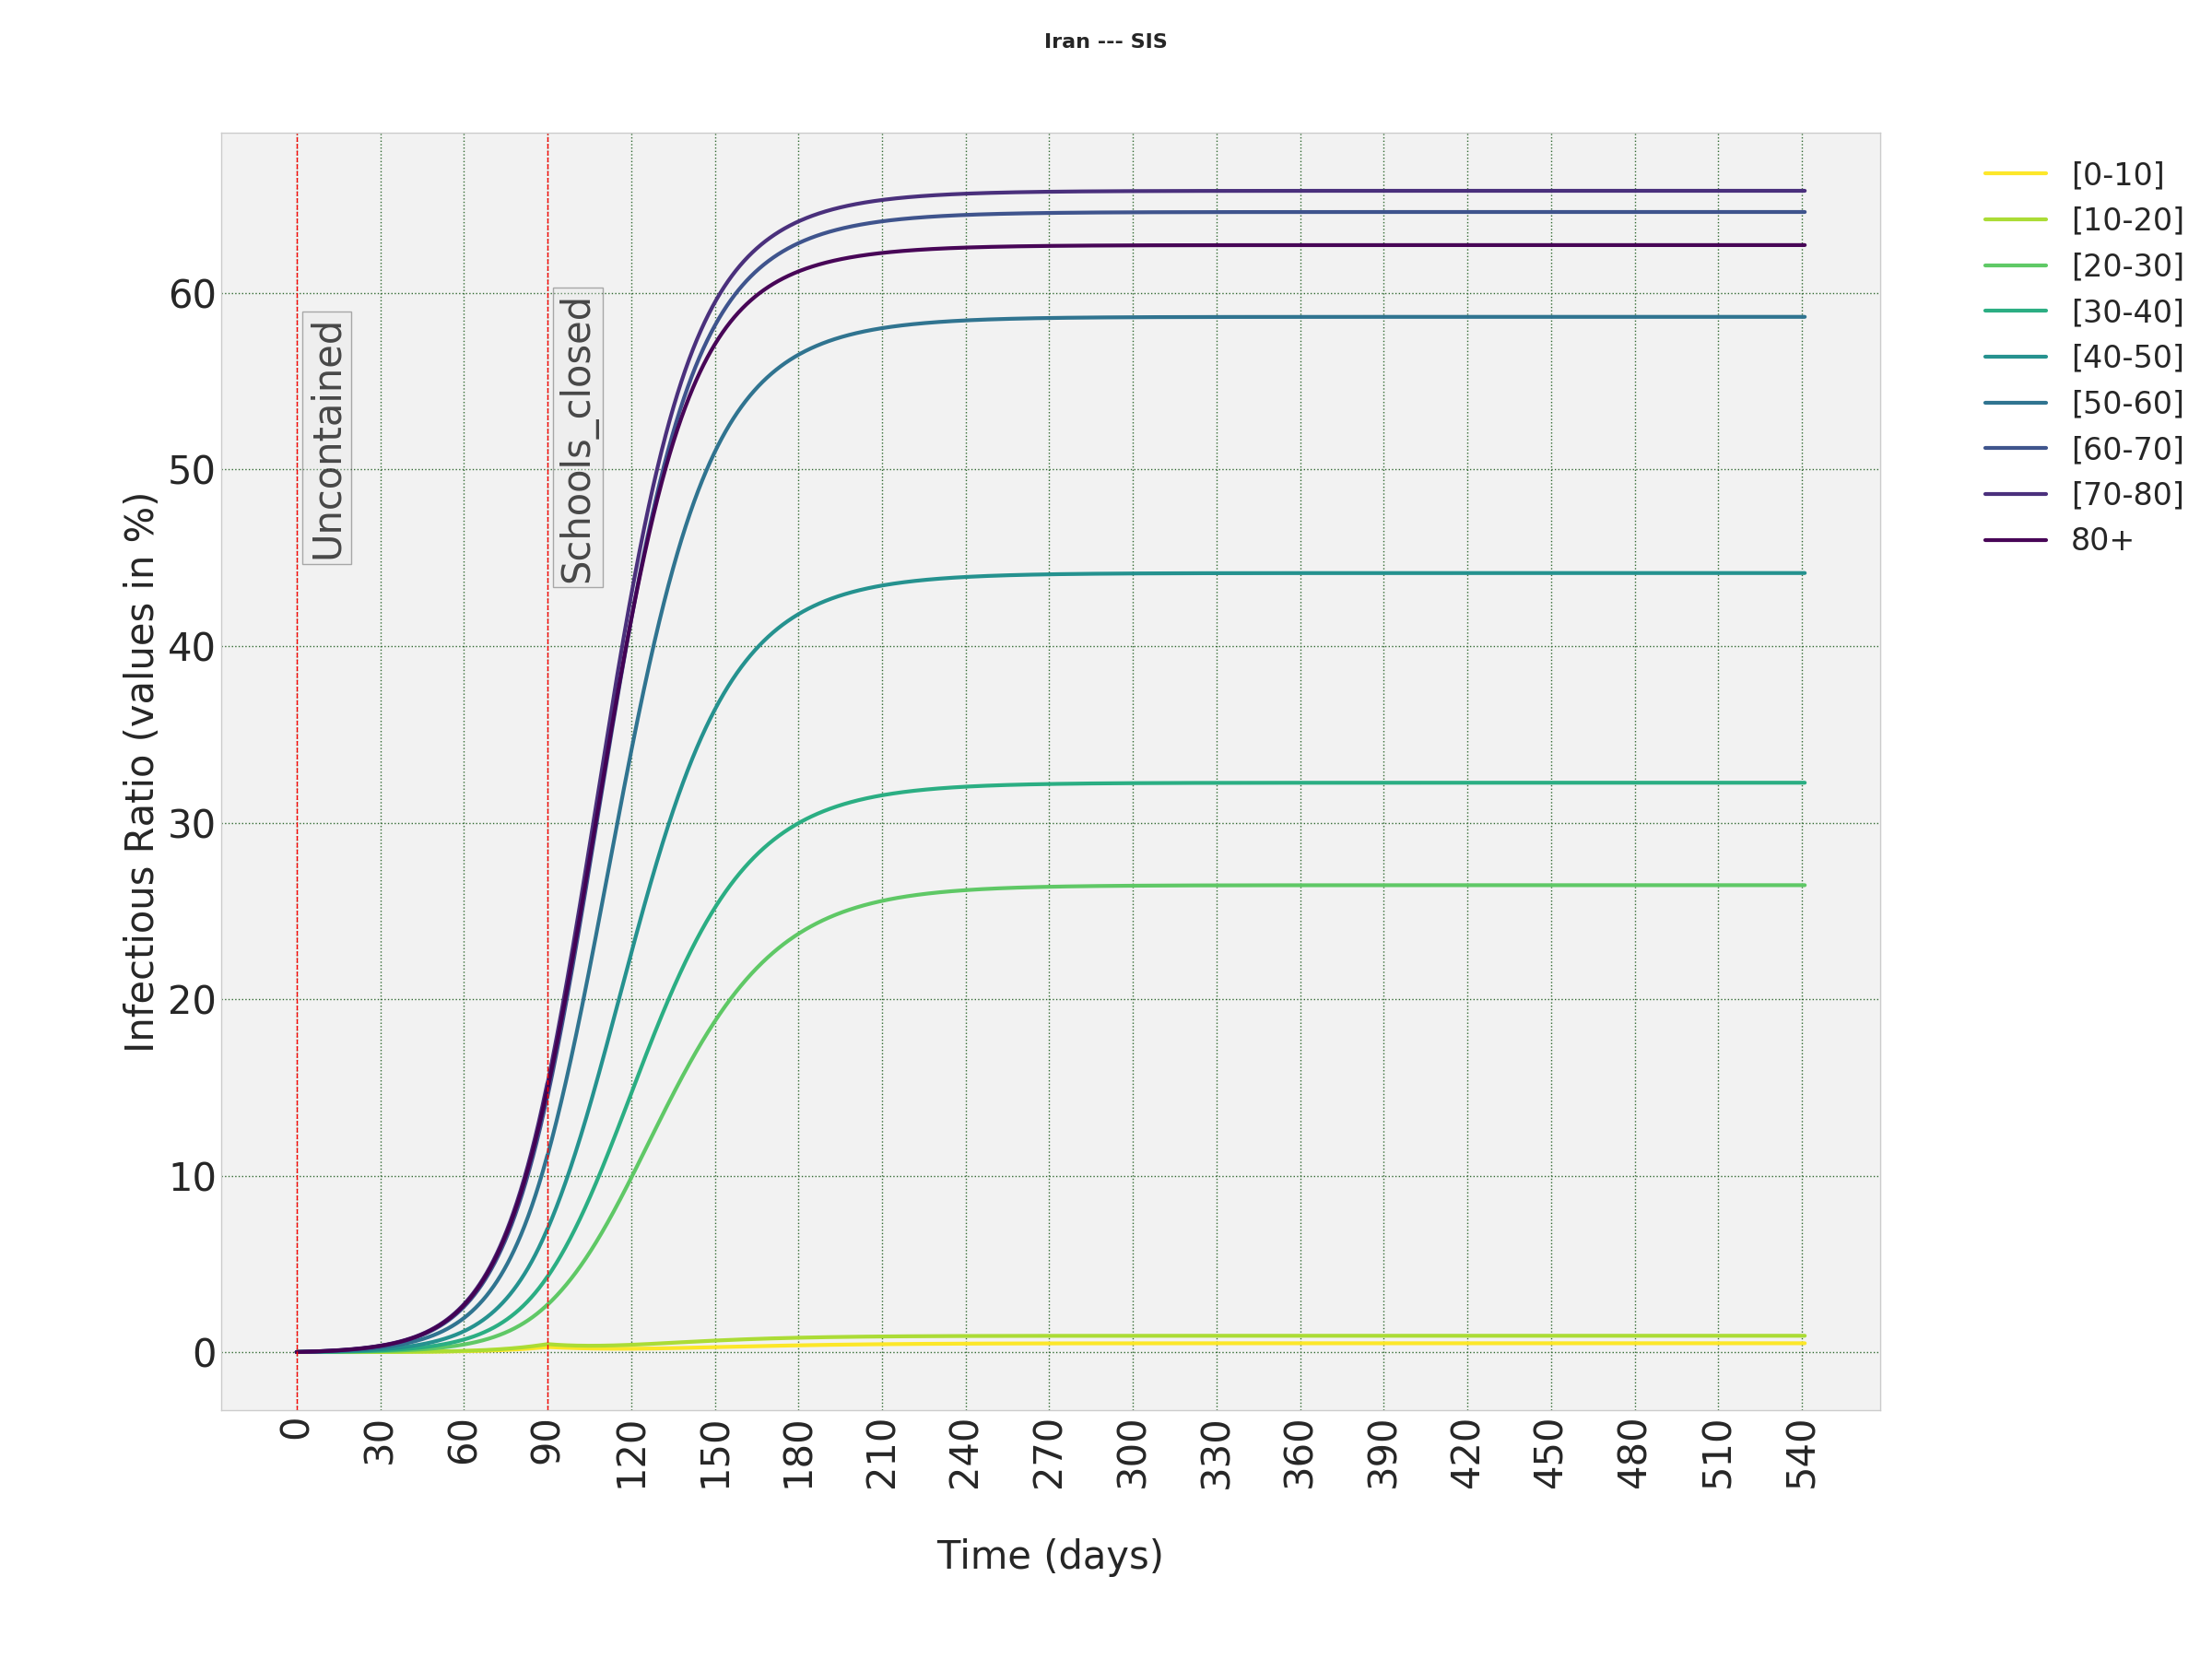 Iran --- SIS
Infectious Ratio (values in %)
60
50
40
30
20
10
0
Uncontained
Schools_closed
0 30 60 90 120 150 180 210 240 270 300 330 360 390 420 450 480 510 540
Time (days)
[0-10]
[10-20]
[20-30]
[30-40]
[40-50]
[50-60]
[60-70]
[70-80]
80+